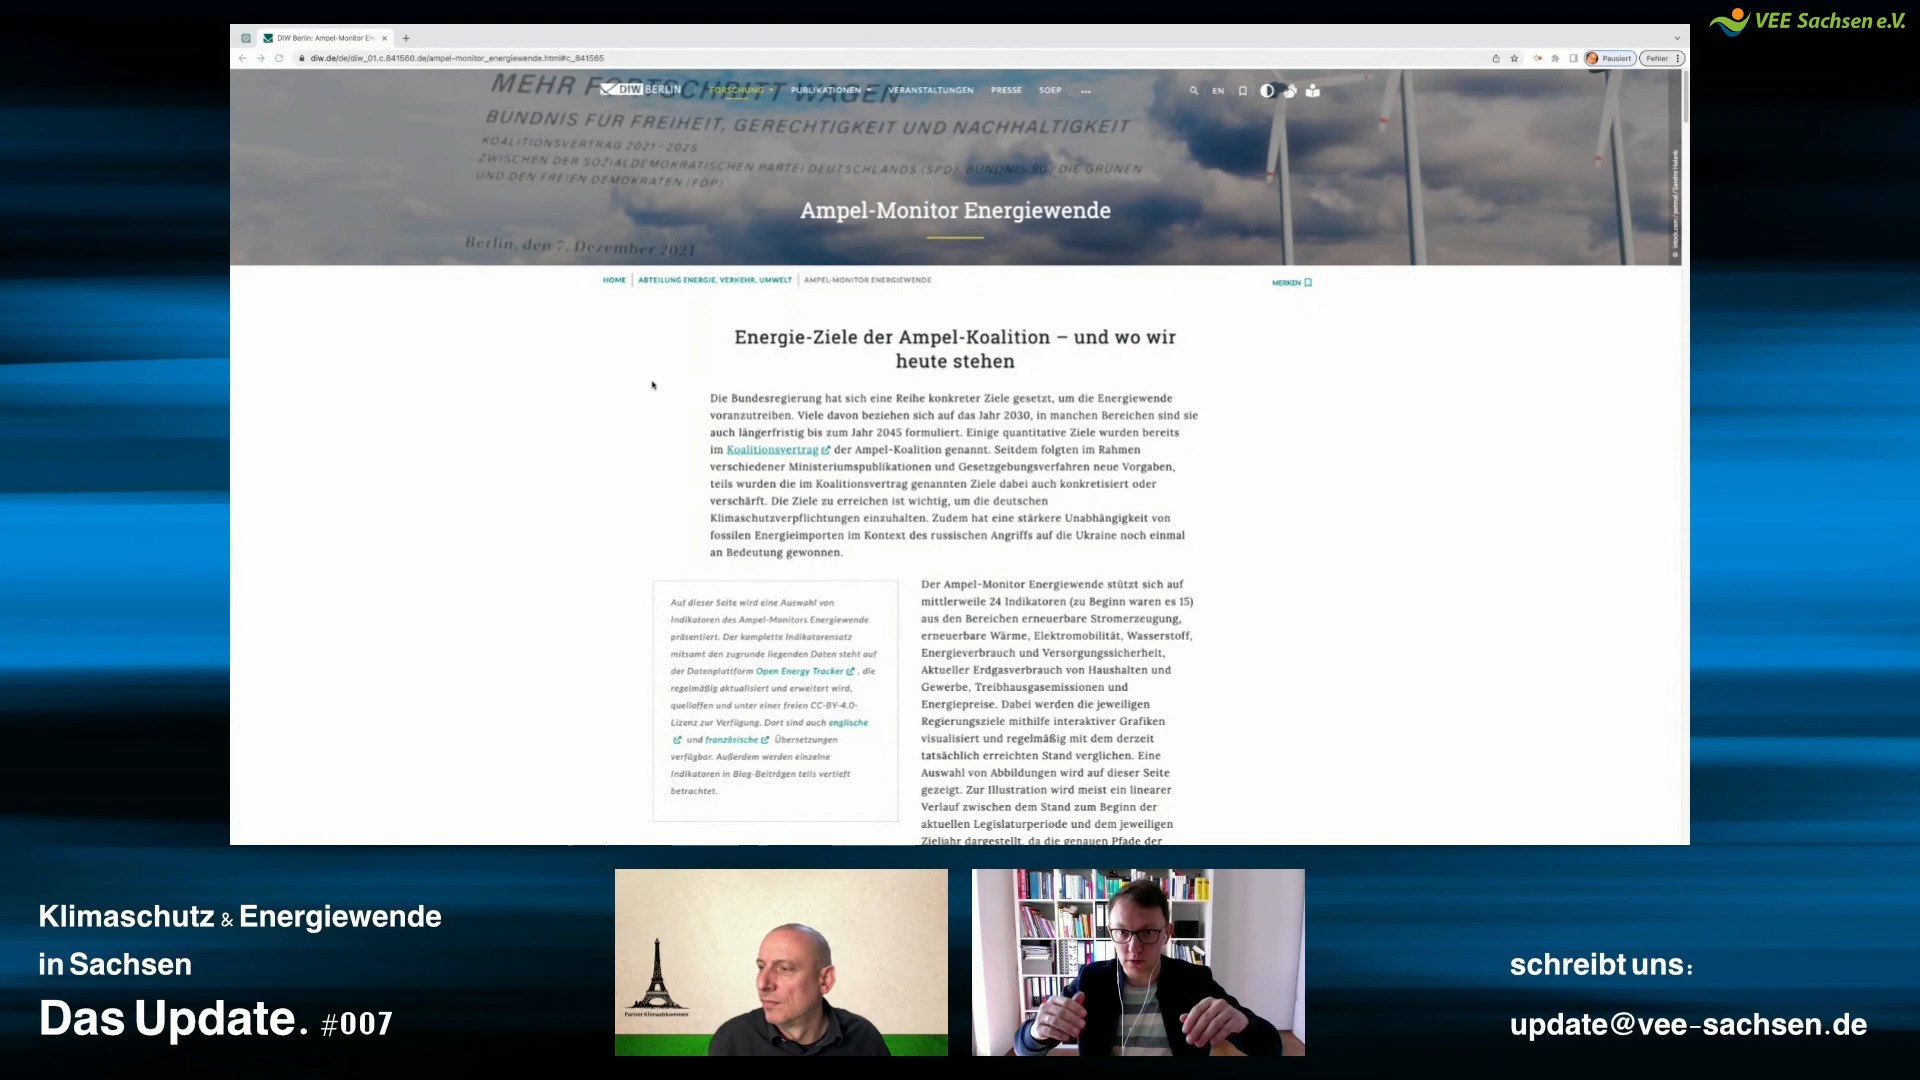 VEE Sachsen e.V.
DIW Berlin: Ampel-Monitor En
diw.de/de/diw_01.c.841560.de/ampel-monitor_energiewende.html#c_841565
Pausiert
Fehler
MEHR FORTSCHRITT WAGEN
DIW BERLIN
FORSCHUNG
PUBLIKATIONEN
VERANSTALTUNGEN
PRESSE
SOEP
EN
BÜNDNIS FÜR FREIHEIT, GERECHTIGKEIT UND NACHHALTIGKEIT
KOALITIONSVERTRAG 2021–2025
ZWISCHEN DER SOZIALDEMOKRATISCHEN PARTEI DEUTSCHLANDS (SPD), BÜNDNIS 90 / DIE GRÜNEN
UND DEN FREIEN DEMOKRATEN (FDP)
Ampel-Monitor Energiewende
Berlin, den 7. Dezember 2021
HOME
ABTEILUNG ENERGIE, VERKEHR, UMWELT
AMPEL-MONITOR ENERGIEWENDE
MERKEN
Energie-Ziele der Ampel-Koalition – und wo wir
heute stehen
Die Bundesregierung hat sich eine Reihe konkreter Ziele gesetzt, um die Energiewende
voranzutreiben. Viele davon beziehen sich auf das Jahr 2030, in manchen Bereichen sind sie
auch längerfristig bis zum Jahr 2045 formuliert. Einige quantitative Ziele wurden bereits
im Koalitionsvertrag der Ampel-Koalition genannt. Seitdem folgten im Rahmen
verschiedener Ministeriumspublikationen und Gesetzgebungsverfahren neue Vorgaben,
teils wurden die im Koalitionsvertrag genannten Ziele dabei auch konkretisiert oder
verschärft. Die Ziele zu erreichen ist wichtig, um die deutschen
Klimaschutzverpflichtungen einzuhalten. Zudem hat eine stärkere Unabhängigkeit von
fossilen Energieimporten im Kontext des russischen Angriffs auf die Ukraine noch einmal
an Bedeutung gewonnen.
Auf dieser Seite wird eine Auswahl von
Indikatoren des Ampel-Monitors Energiewende
präsentiert. Der komplette Indikatorensatz
mitsamt den zugrunde liegenden Daten steht auf
der Datenplattform Open Energy Tracker , die
regelmäßig aktualisiert und erweitert wird,
quelloffen und unter einer freien CC-BY-4.0-
Lizenz zur Verfügung. Dort sind auch englische
und französische Übersetzungen
verfügbar. Außerdem werden einzelne
Indikatoren in Blog-Beiträgen teils vertieft
betrachtet.
Der Ampel-Monitor Energiewende stützt sich auf
mittlerweile 24 Indikatoren (zu Beginn waren es 15)
aus den Bereichen erneuerbare Stromerzeugung,
erneuerbare Wärme, Elektromobilität, Wasserstoff,
Energieverbrauch und Versorgungssicherheit,
Aktueller Erdgasverbrauch von Haushalten und
Gewerbe, Treibhausgasemissionen und
Energiepreise. Dabei werden die jeweiligen
Regierungsziele mithilfe interaktiver Grafiken
visualisiert und regelmäßig mit dem derzeit
tatsächlich erreichten Stand verglichen. Eine
Auswahl von Abbildungen wird auf dieser Seite
gezeigt. Zur Illustration wird meist ein linearer
Verlauf zwischen dem Stand zum Beginn der
aktuellen Legislaturperiode und dem jeweiligen
Zieljahr dargestellt, da die genauen Pfade der
Klimaschutz & Energiewende
in Sachsen
Das Update. #007
Pariser Klimaabkommen
schreibt uns:
update@vee-sachsen.de